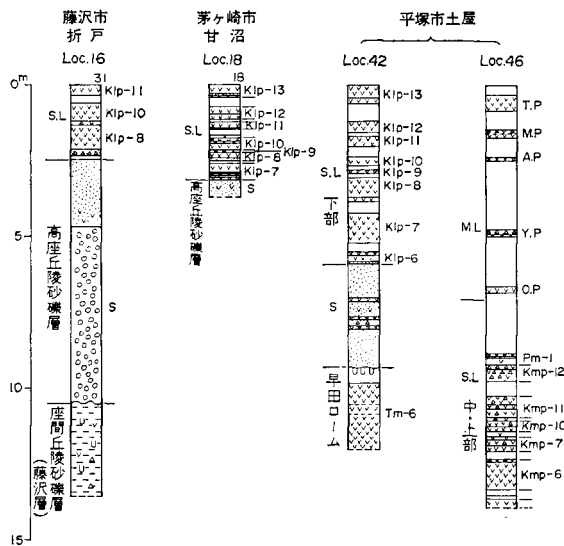 藤沢市
折戸
Loc.16
31
茅ヶ崎市
甘沼
Loc.18
18
平塚市土屋
Loc.42
Loc.46
0m
5
10
15
Klp-11
Klp-10
Klp-8
S.L
高座丘陵砂礫層
S
座間丘陵砂礫層
(藤沢層)
Klp-13
Klp-12
Klp-11
Klp-10
Klp-9
Klp-8
Klp-7
S.L
高座丘陵砂礫層
S
Klp-13
Klp-12
Klp-11
Klp-10
Klp-9
Klp-8
Klp-7
Klp-6
S.L
下部
S
早田ローム
Tm-6
T.P
M.P
A.P
Y.P
O.P
Pm-1
Kmp-12
Kmp-11
Kmp-10
Kmp-7
Kmp-6
M.L
S.L
中・上部